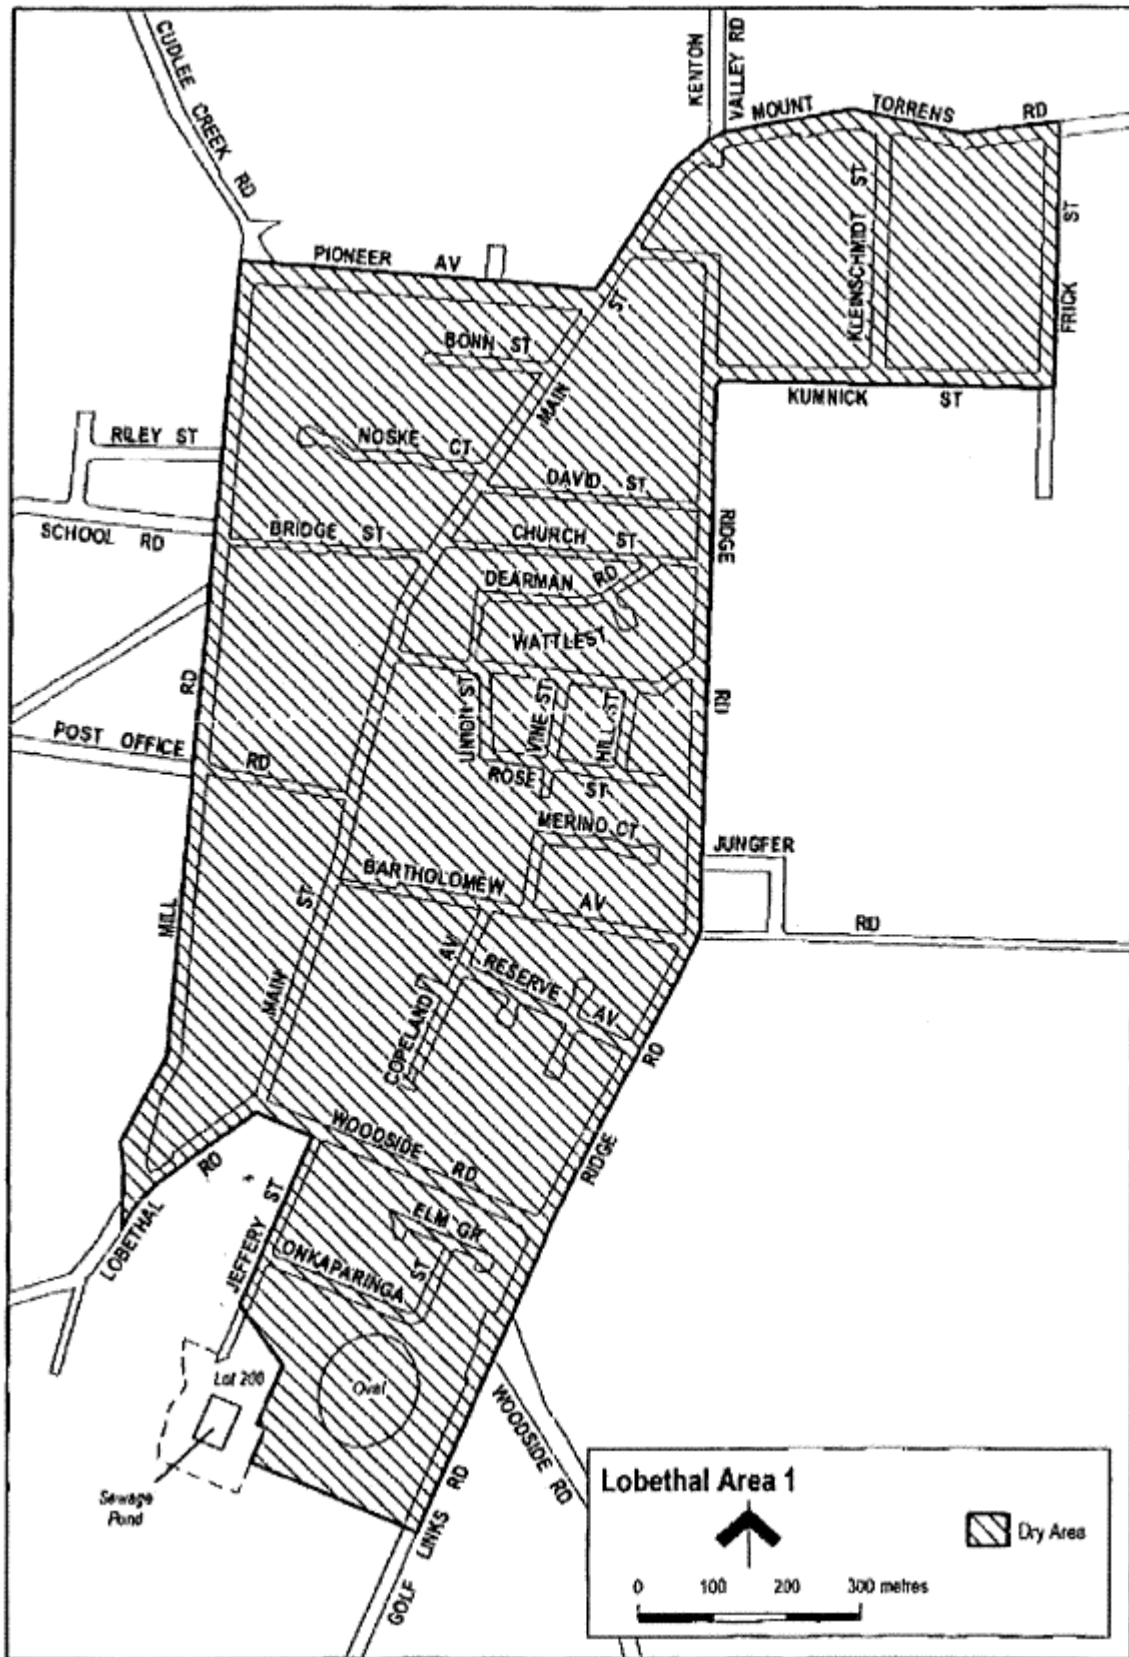 CUDLEE CREEK RD
KENTON
VALLEY RD
MOUNT TORRENS RD
KLEINSCHMIDT ST
FRICK ST
KUMNICK ST
PIONEER AV
BONN ST
MAIN ST
NOSKE CT
RILEY ST
SCHOOL RD
BRIDGE ST
DAVID ST
CHURCH ST
DEARMAN RD
WATTLE ST
RIDGE RD
UNION ST
VINE ST
HILL ST
ROSE ST
MERINO CT
POST OFFICE RD
MILL RD
BARTHOLOMEW AV
JUNGFER RD
MAIN ST
COPELAND AV
RESERVE AV
RIDGE RD
WOODSIDE RD
ELM GR
LOBETHAL RD
JEFFERY ST
ONKAPARINGA ST
Oval
Lot 200
Sewage
Pond
WOODSIDE RD
GOLF LINKS RD
Lobethal Area 1
Dry Area
0 100 200 300 metres